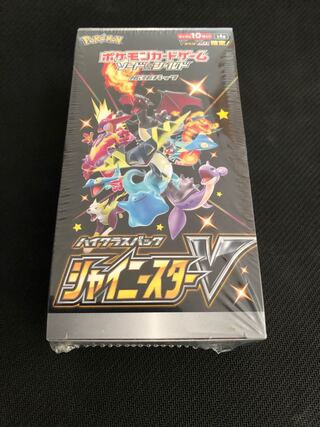 Pokémon
ポケモンカードゲーム
ソード&シールド
拡張パック
ハイクラスパック
シャイニースターV